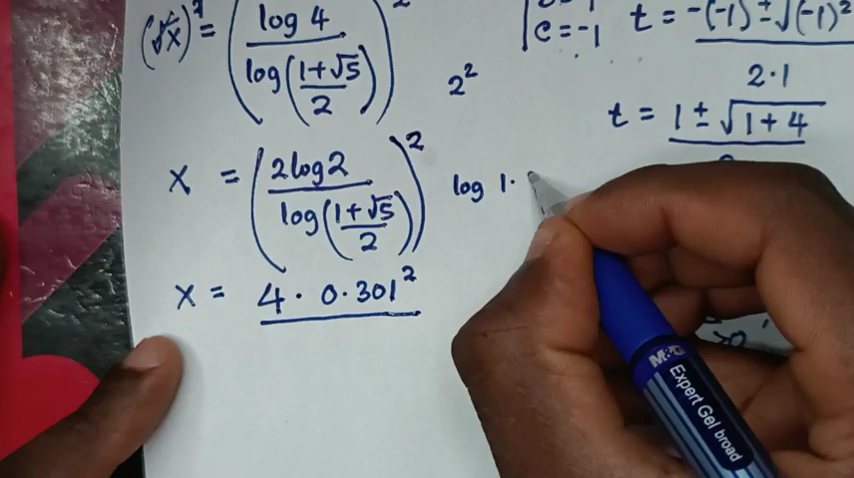 (√x)² = (log 4 / log((1+√5)/2))²
2²
x = (2log2 / log((1+√5)/2))²
x = 4 · 0·301²
log 1·
c = -1
t = -(-1) ± √(-1)²
2·1
t = 1 ± √1+4
M&G
Expert Gel broad